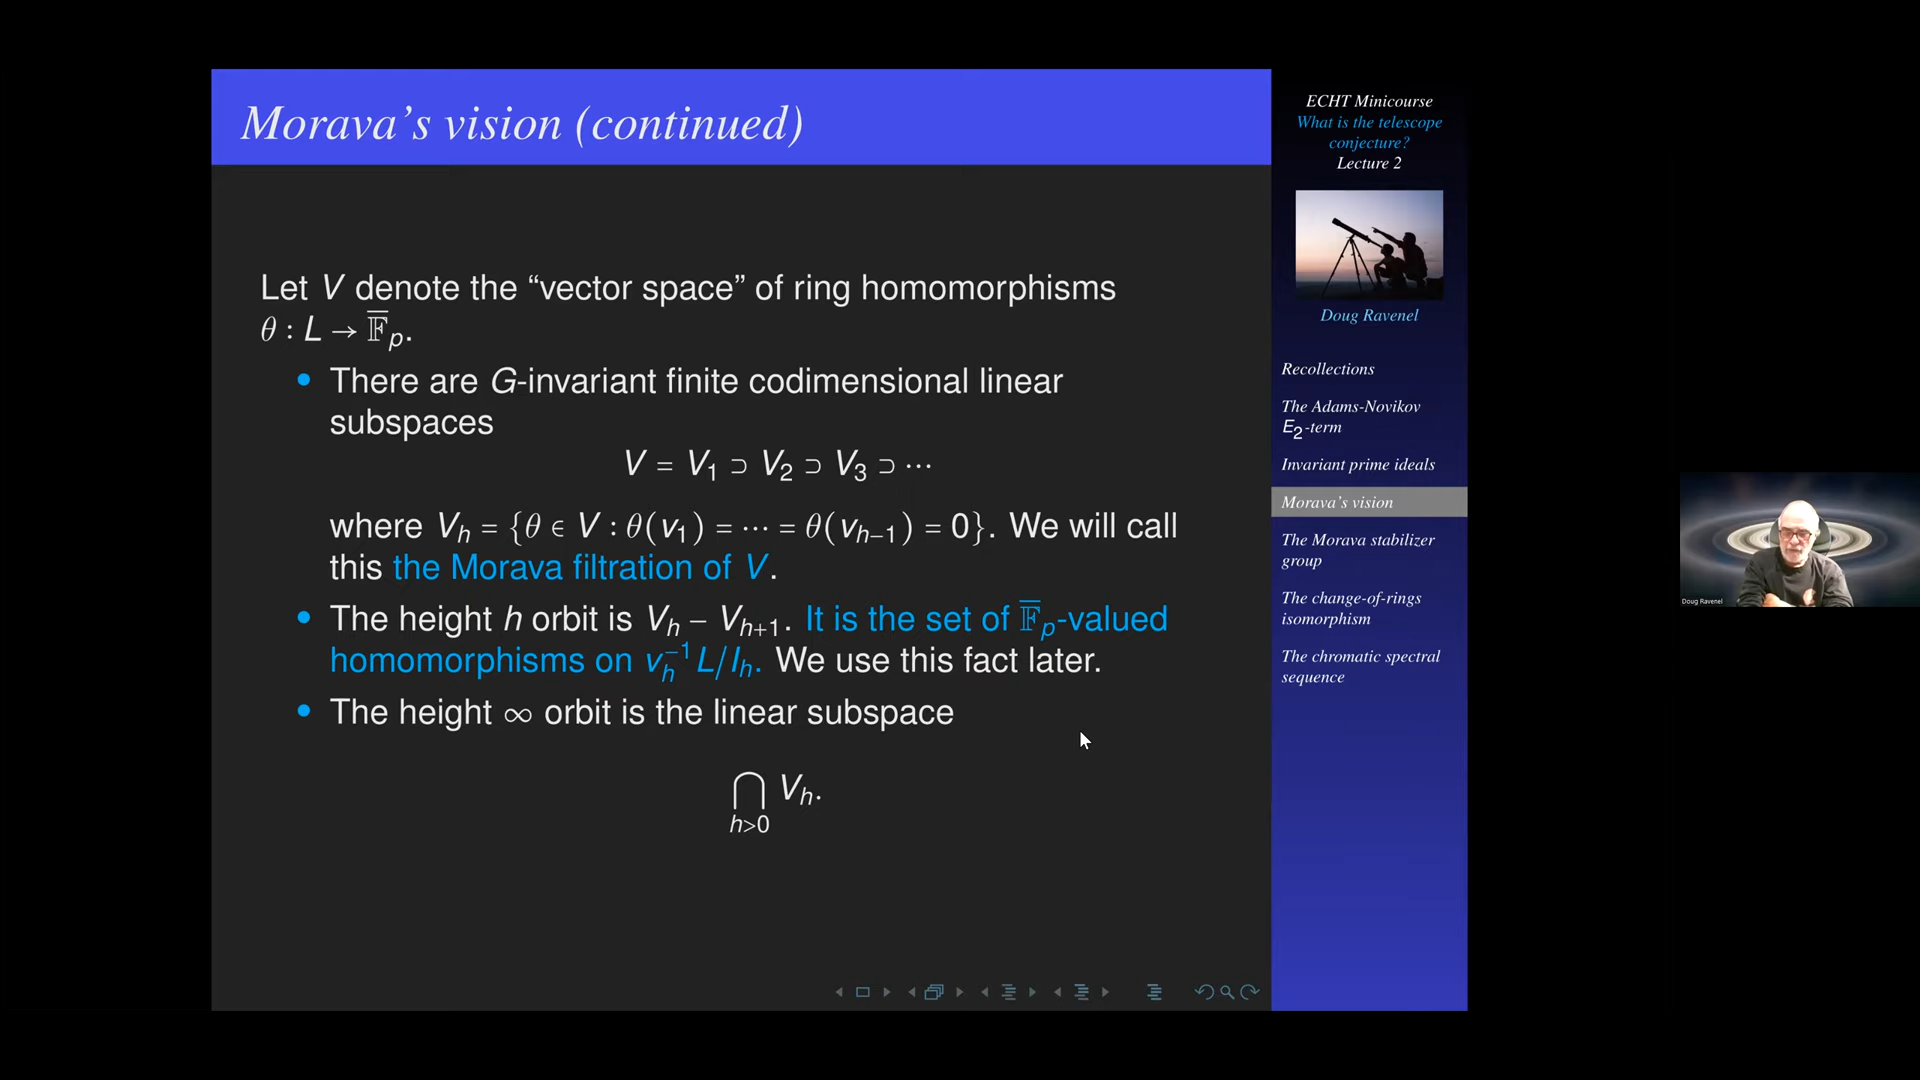 Morava's vision (continued)
Let V denote the “vector space” of ring homomorphisms
θ : L → F̅ₚ.
• There are G-invariant finite codimensional linear
subspaces
V = V₁ ⊃ V₂ ⊃ V₃ ⊃ ⋯
where Vₕ = {θ ∈ V : θ(v₁) = ⋯ = θ(vₕ₋₁) = 0}. We will call
this the Morava filtration of V.
• The height h orbit is Vₕ − Vₕ₊₁. It is the set of F̅ₚ-valued
homomorphisms on vₕ⁻¹L/Iₕ. We use this fact later.
• The height ∞ orbit is the linear subspace
⋂ Vₕ.
h>0
ECHT Minicourse
What is the telescope
conjecture?
Lecture 2
Doug Ravenel
Recollections
The Adams-Novikov
E₂-term
Invariant prime ideals
Morava's vision
The Morava stabilizer
group
The change-of-rings
isomorphism
The chromatic spectral
sequence
Doug Ravenel